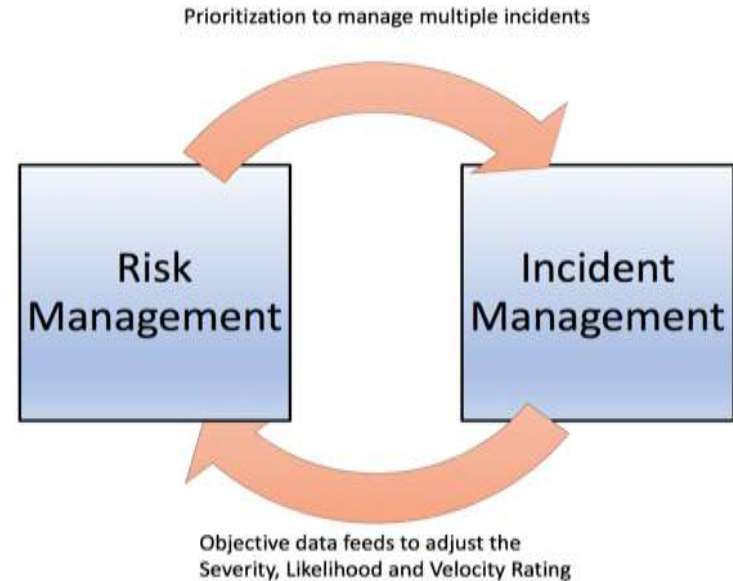 Prioritization to manage multiple incidents
Risk
Management
Incident
Management
Objective data feeds to adjust the
Severity, Likelihood and Velocity Rating